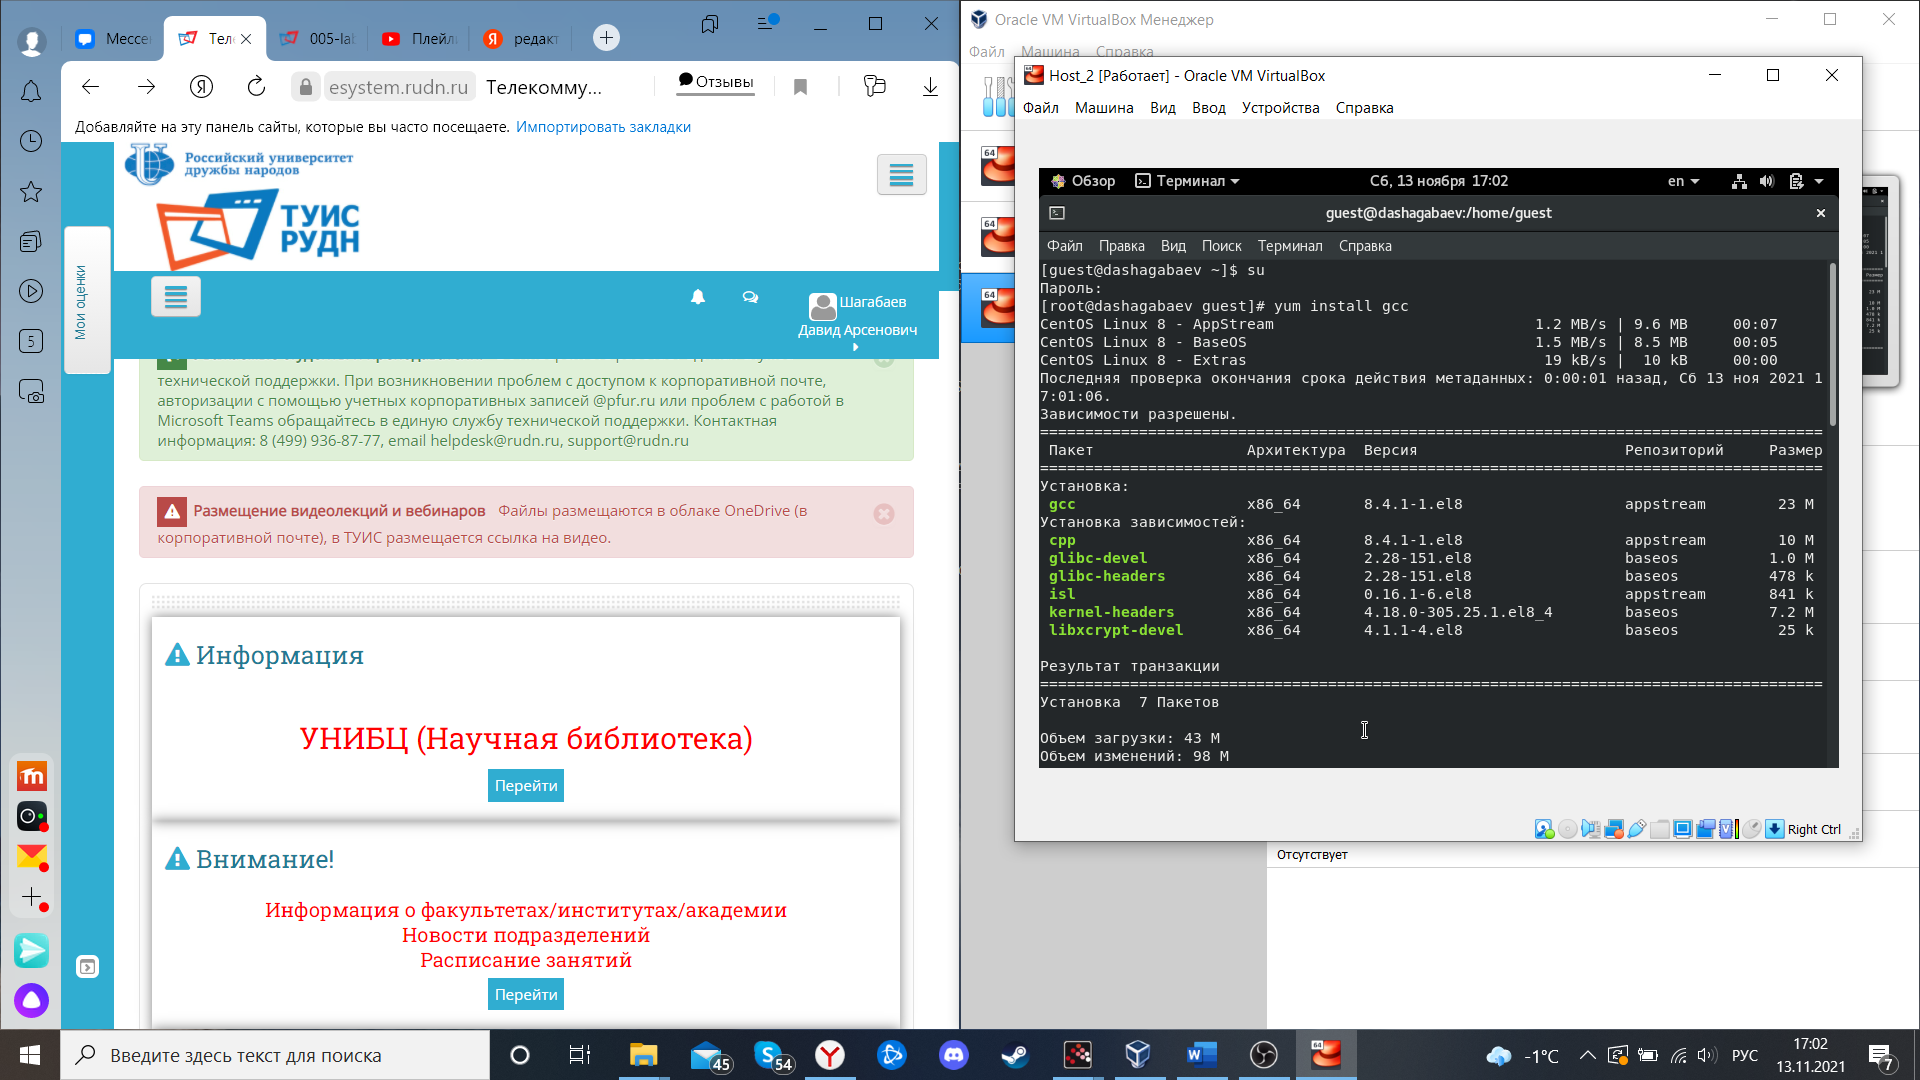 Мессе
Тел
005-lab
Плейл
редакт
esystem.rudn.ru
Телекомму...
Отзывы
Добавляйте на эту панель сайты, которые вы часто посещаете. Импортировать закладки
Российский университет
дружбы народов
ТУИС
РУДН
Мои оценки
5
Шагабаев
Давид Арсенович
технической поддержки. При возникновении проблем с доступом к корпоративной почте,
авторизации с помощью учетных корпоративных записей @pfur.ru или проблем с работой в
Microsoft Teams обращайтесь в единую службу технической поддержки. Контактная
информация: 8 (499) 936-87-77, email helpdesk@rudn.ru, support@rudn.ru
Размещение видеолекций и вебинаров Файлы размещаются в облаке OneDrive (в
корпоративной почте), в ТУИС размещается ссылка на видео.
Информация
УНИБЦ (Научная библиотека)
Перейти
Внимание!
Информация о факультетах/институтах/академии
Новости подразделений
Расписание занятий
Перейти
Oracle VM VirtualBox Менеджер
Файл Машина Справка
Host_2 [Работает] - Oracle VM VirtualBox
Файл Машина Вид Ввод Устройства Справка
Обзор Терминал Сб, 13 ноября 17:02 en
guest@dashagabaev:/home/guest
Файл Правка Вид Поиск Терминал Справка
[guest@dashagabaev ~]$ su
Пароль:
[root@dashagabaev guest]# yum install gcc
CentOS Linux 8 - AppStream 1.2 MB/s | 9.6 MB 00:07
CentOS Linux 8 - BaseOS 1.5 MB/s | 8.5 MB 00:05
CentOS Linux 8 - Extras 19 kB/s | 10 kB 00:00
Последняя проверка окончания срока действия метаданных: 0:00:01 назад, Сб 13 ноя 2021 1
7:01:06.
Зависимости разрешены.
================================================================================
Пакет Архитектура Версия Репозиторий Размер
================================================================================
Установка:
gcc x86_64 8.4.1-1.el8 appstream 23 M
Установка зависимостей:
cpp x86_64 8.4.1-1.el8 appstream 10 M
glibc-devel x86_64 2.28-151.el8 baseos 1.0 M
glibc-headers x86_64 2.28-151.el8 baseos 478 k
isl x86_64 0.16.1-6.el8 appstream 841 k
kernel-headers x86_64 4.18.0-305.25.1.el8_4 baseos 7.2 M
libxcrypt-devel x86_64 4.1.1-4.el8 baseos 25 k
Результат транзакции
================================================================================
Установка 7 Пакетов
Объем загрузки: 43 M
Объем изменений: 98 M
Right Ctrl
Отсутствует
Введите здесь текст для поиска
45
54
-1°C
РУС
17:02
13.11.2021
7